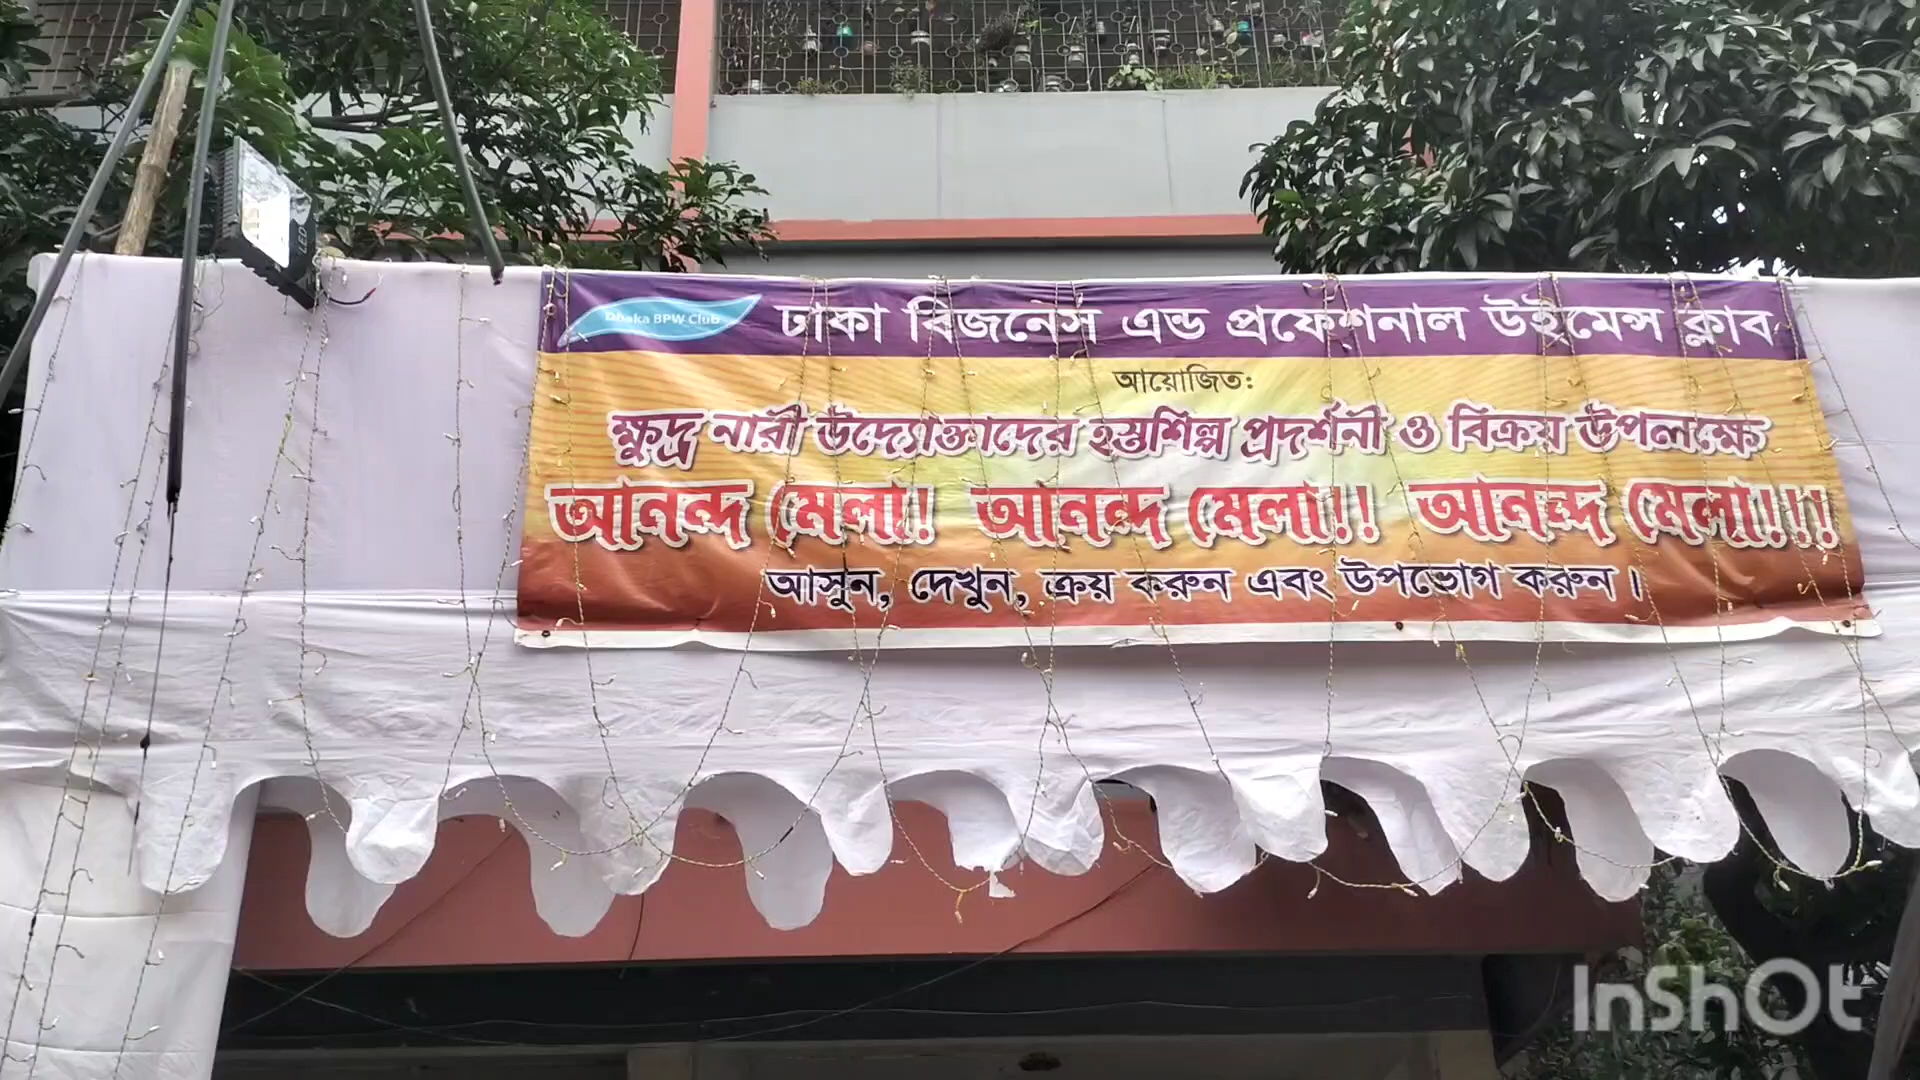 Dhaka BPW Club
ঢাকা বিজনেস এন্ড প্রফেশনাল উইমেন্স ক্লাব
আয়োজিত:
ক্ষুদ্র নারী উদ্যোক্তাদের হস্তশিল্প প্রদর্শনী ও বিক্রয় উপলক্ষে
আনন্দ মেলা! আনন্দ মেলা!! আনন্দ মেলা!!!
আসুন, দেখুন, ক্রয় করুন এবং উপভোগ করুন।
LED
InShOt